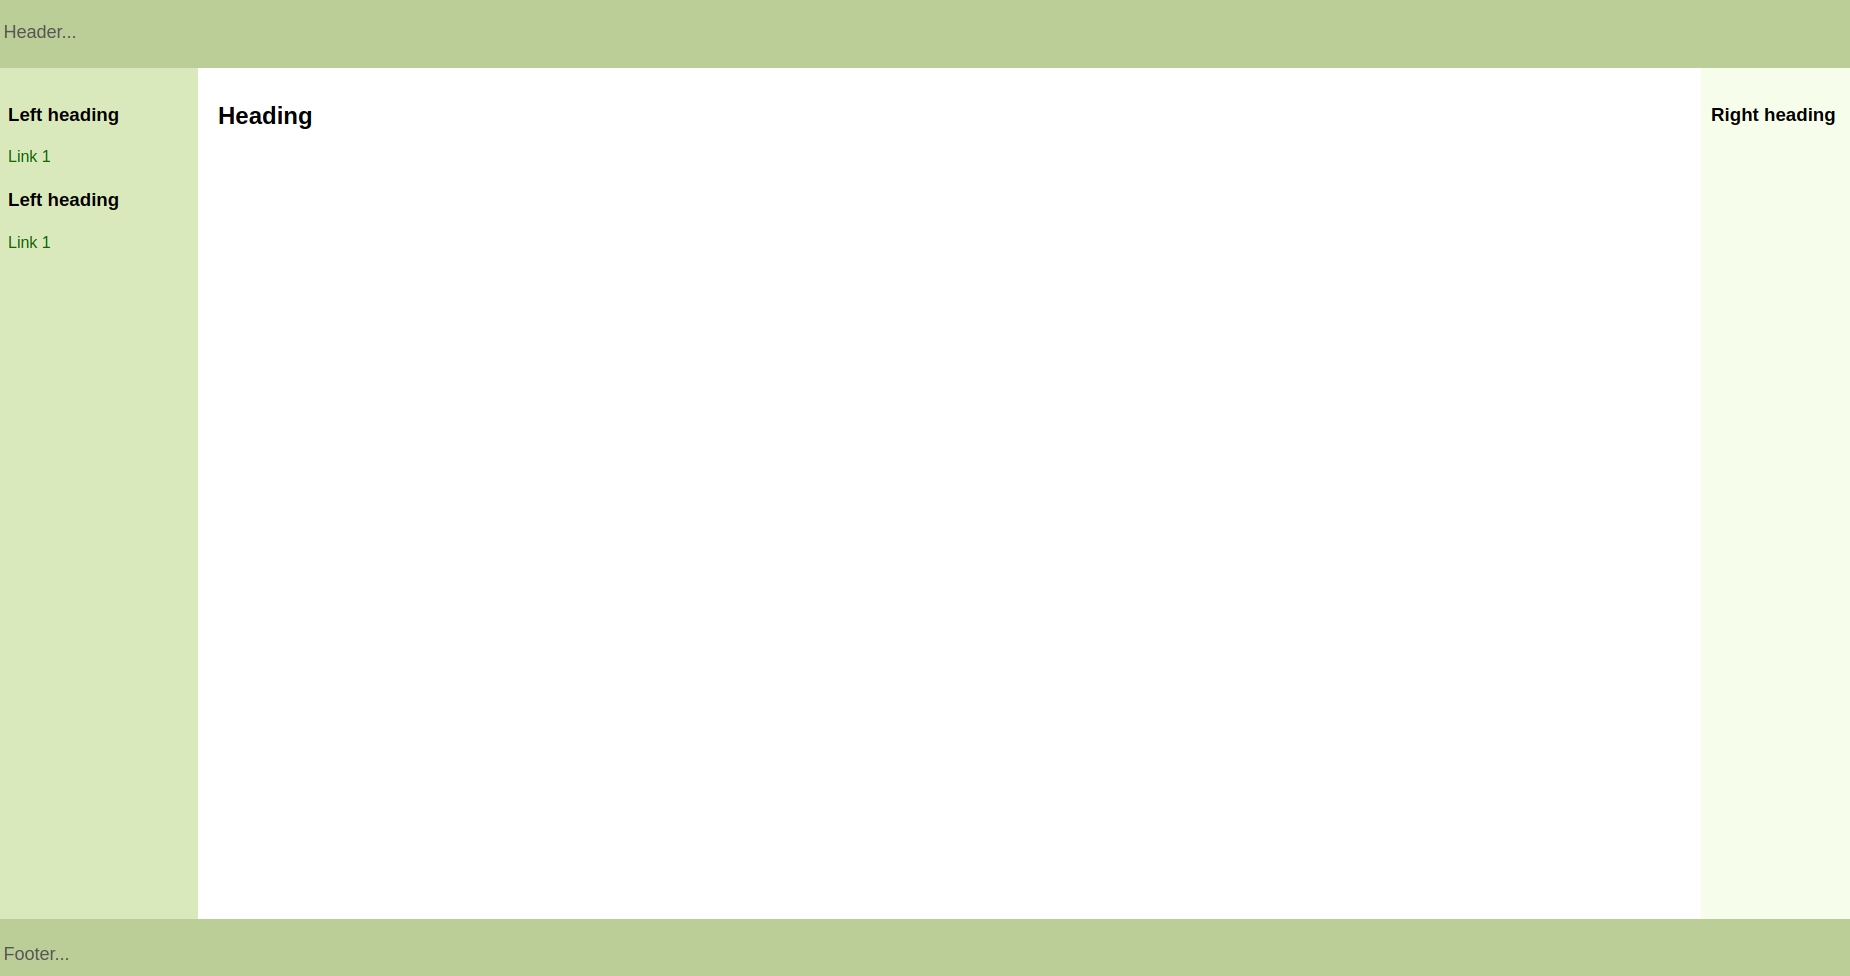 Header...
Left heading
Link 1
Left heading
Link 1
Heading
Right heading
Footer...